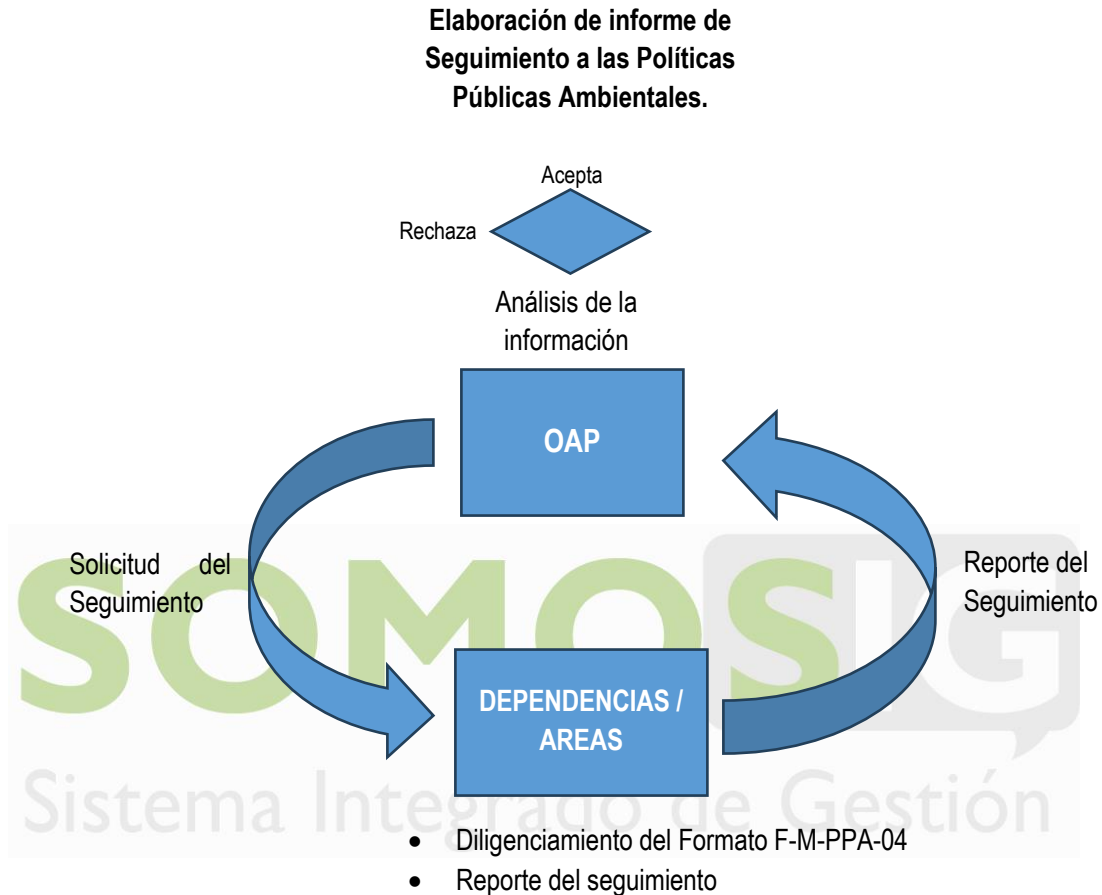 Elaboración de informe de
Seguimiento a las Políticas
Públicas Ambientales.
Acepta
Rechaza
Análisis de la
información
OAP
Solicitud del
Seguimiento
Reporte del
Seguimiento
SOMOSIG
DEPENDENCIAS /
AREAS
Sistema Integrado de Gestión
• Diligenciamiento del Formato F-M-PPA-04
• Reporte del seguimiento